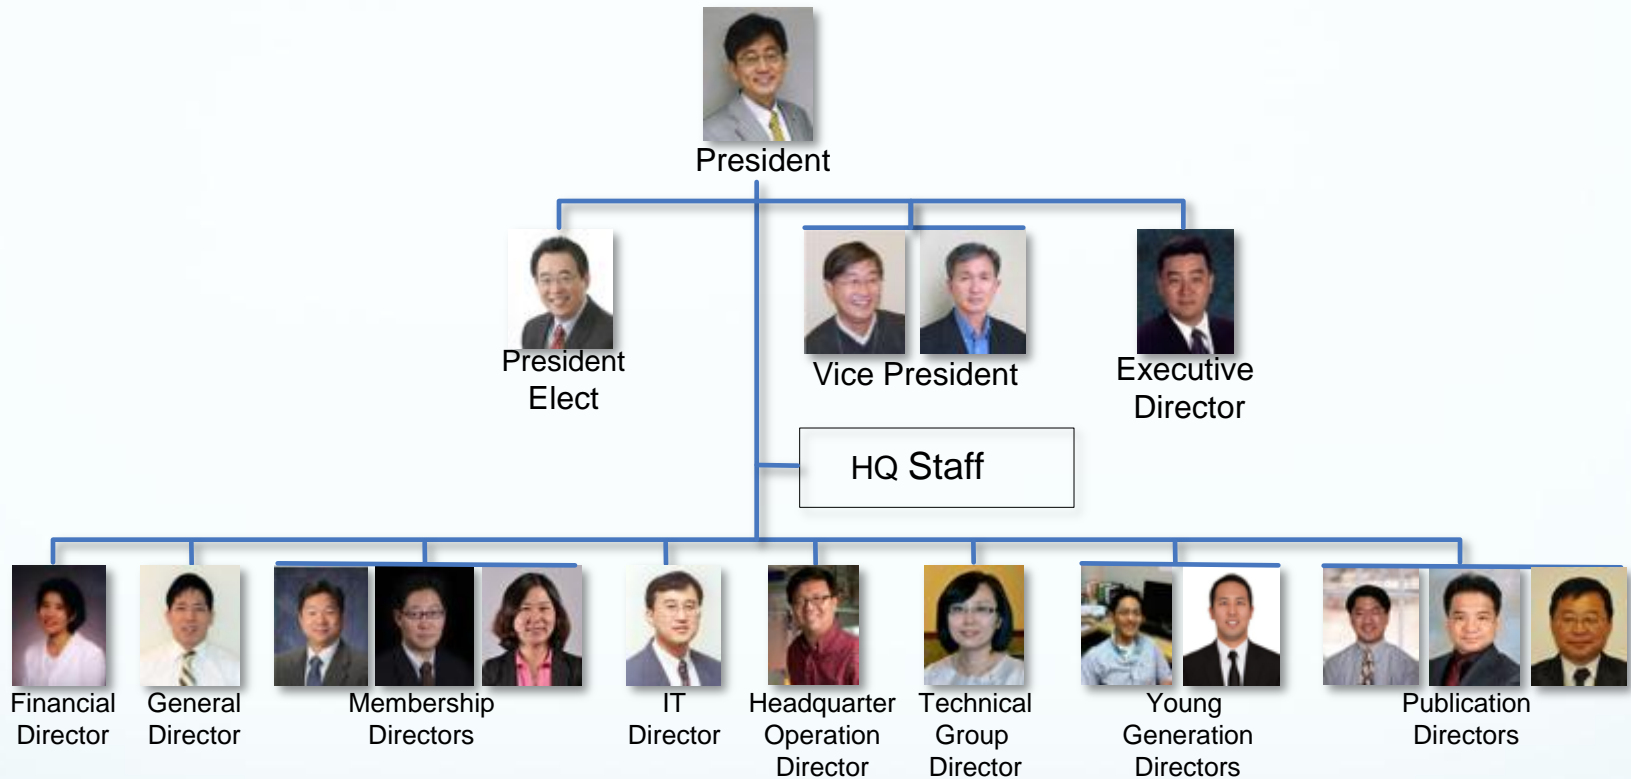 President
President
Elect
Vice President
Executive
Director
HQ Staff
Financial
Director
General
Director
Membership
Directors
IT
Director
Headquarter
Operation
Director
Technical
Group
Director
Young
Generation
Directors
Publication
Directors